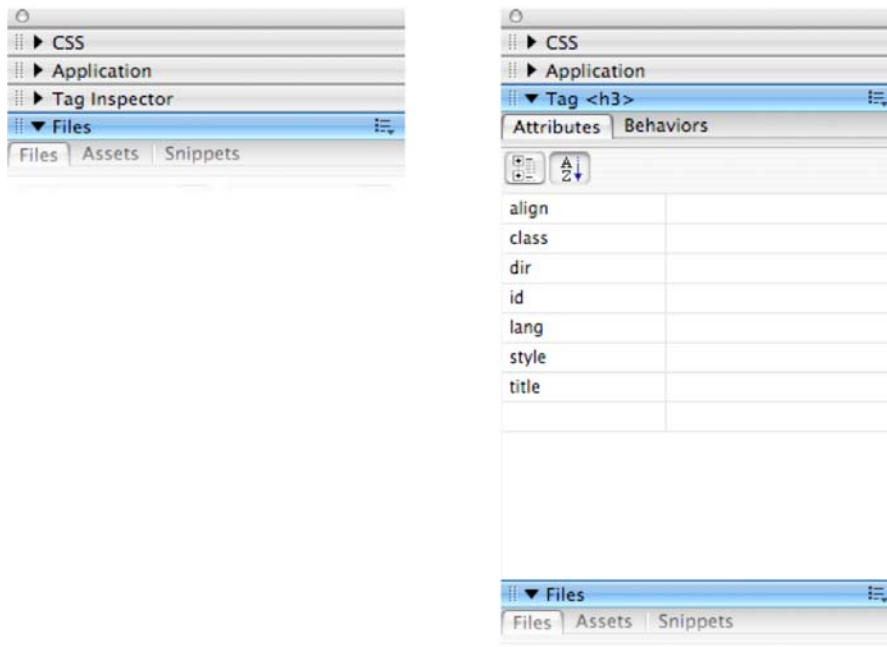 CSS
Application
Tag Inspector
Files
Files Assets Snippets
CSS
Application
Tag <h3>
Attributes Behaviors
A
Z
align
class
dir
id
lang
style
title
Files
Files Assets Snippets